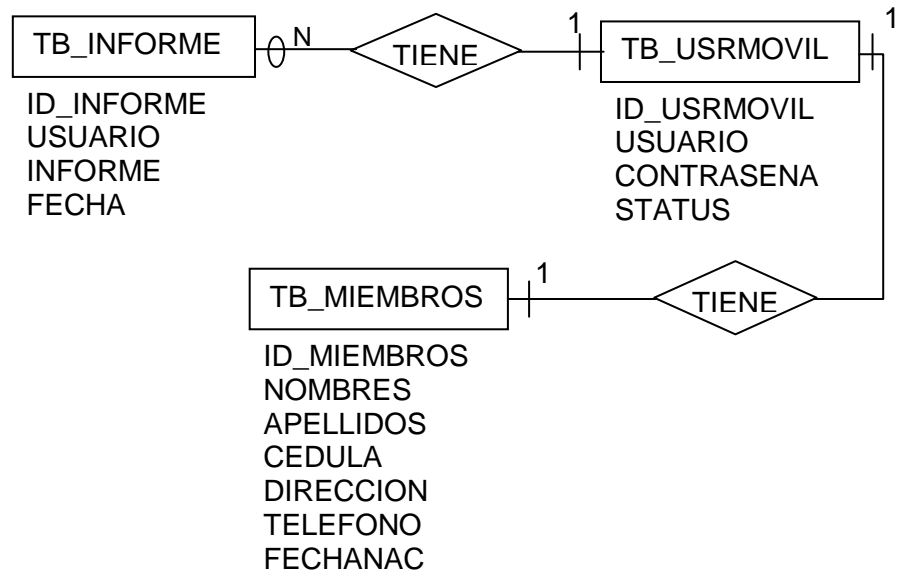 TB_INFORME
N
TIENE
1
TB_USRMOVIL
1
ID_INFORME
USUARIO
INFORME
FECHA
ID_USRMOVIL
USUARIO
CONTRASENA
STATUS
TB_MIEMBROS
1
TIENE
ID_MIEMBROS
NOMBRES
APELLIDOS
CEDULA
DIRECCION
TELEFONO
FECHANAC